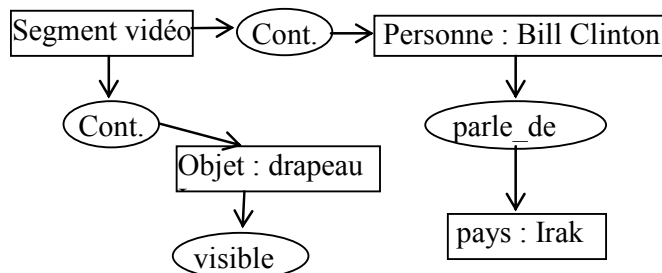 Segment vidéo
Cont.
Personne : Bill Clinton
Cont.
parle_de
Objet : drapeau
pays : Irak
visible